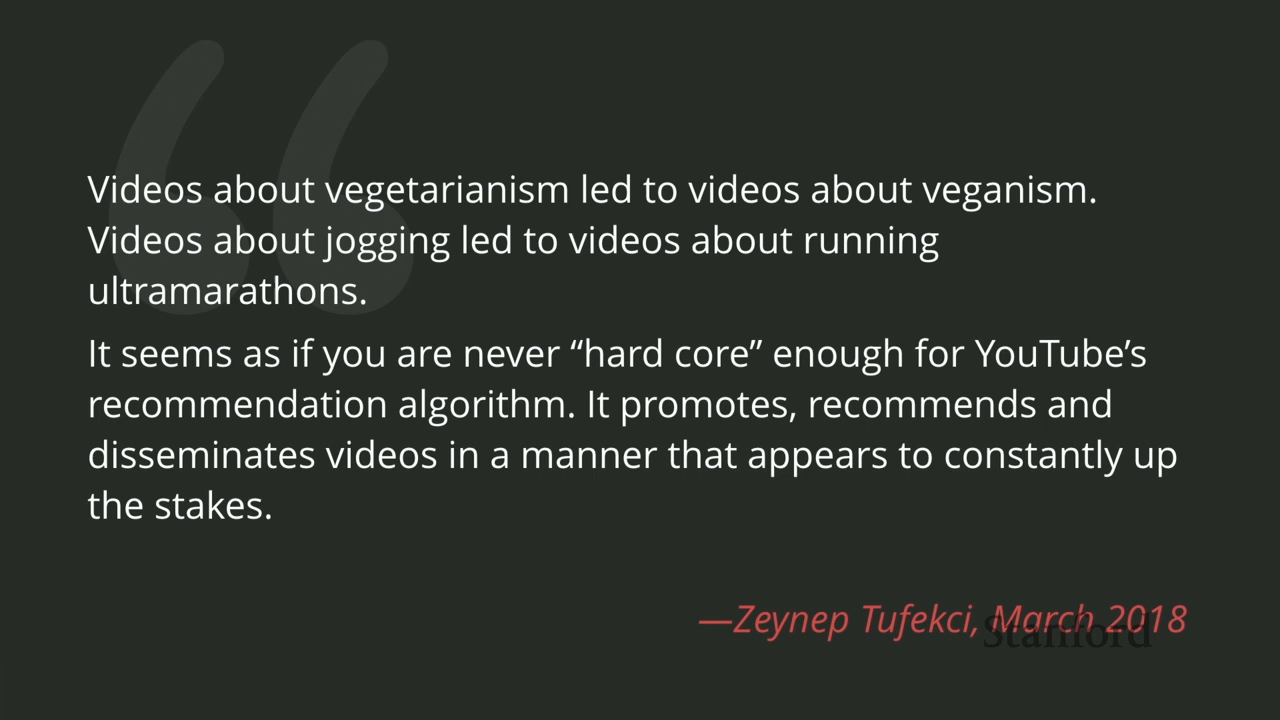 Videos about vegetarianism led to videos about veganism.
Videos about jogging led to videos about running
ultramarathons.
It seems as if you are never “hard core” enough for YouTube’s
recommendation algorithm. It promotes, recommends and
disseminates videos in a manner that appears to constantly up
the stakes.
—Zeynep Tufekci, March 2018
Stanford